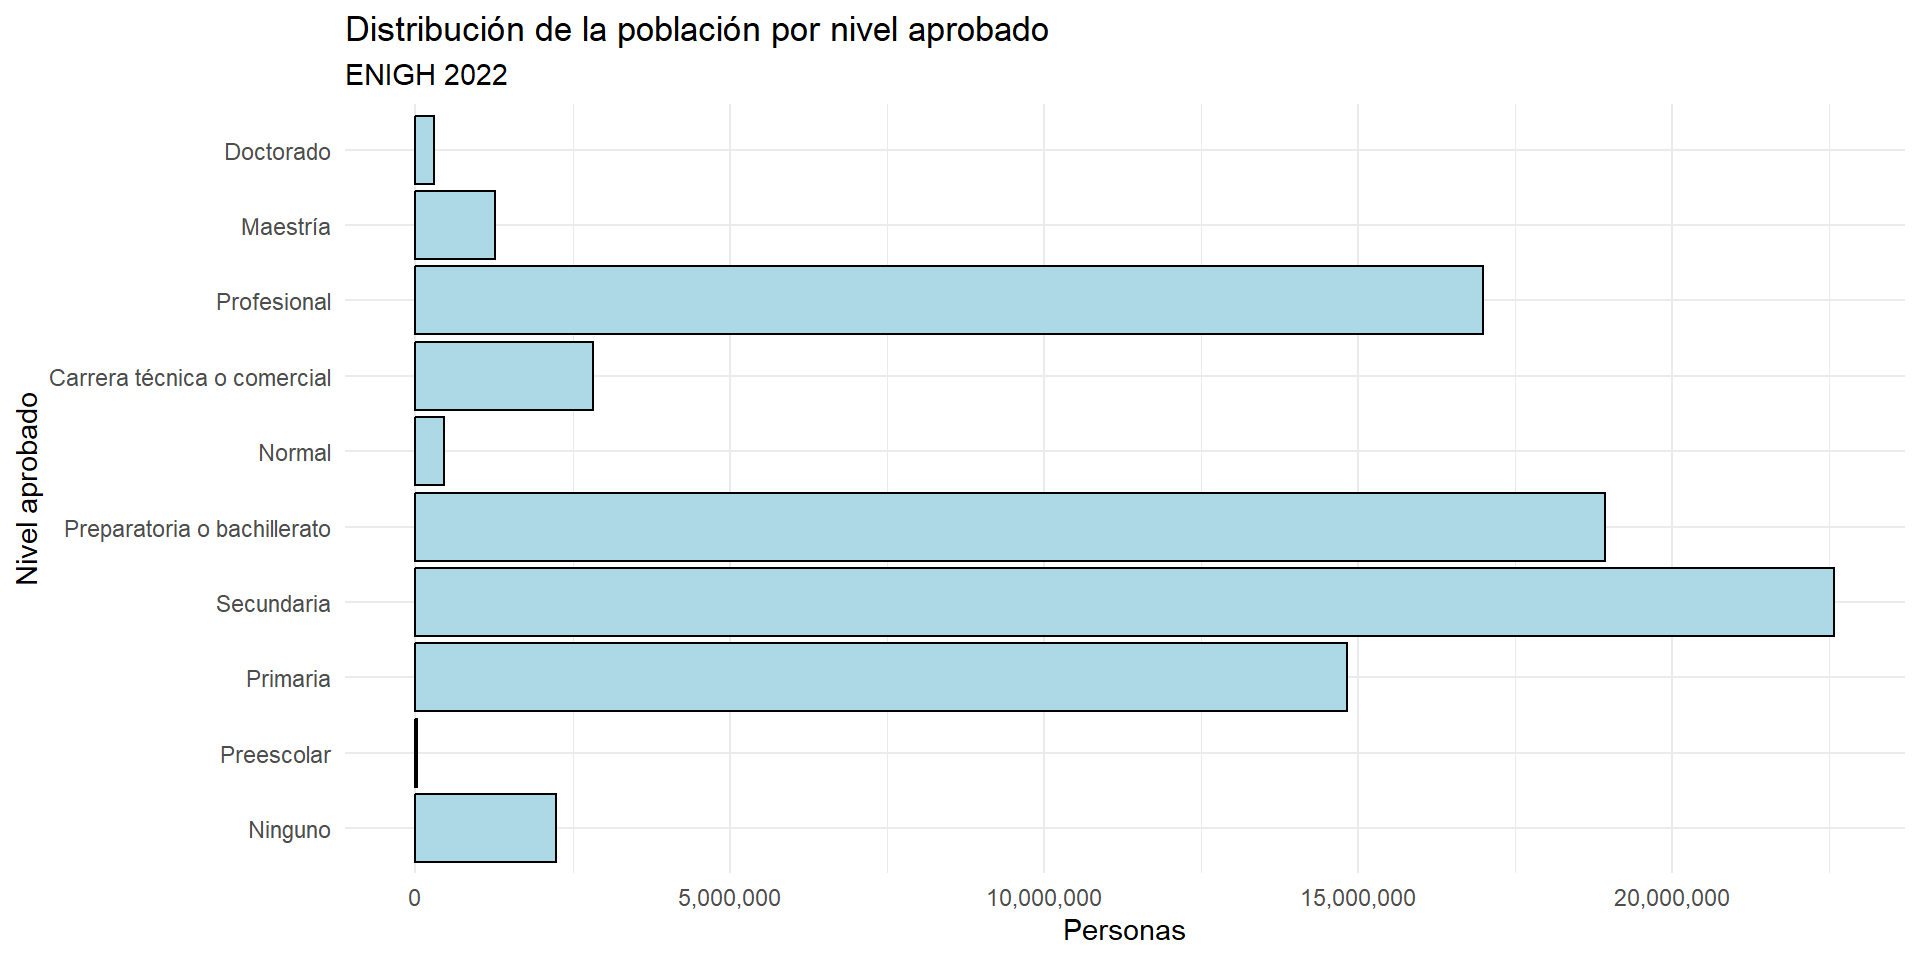 Distribución de la población por nivel aprobado
ENIGH 2022
Nivel aprobado
Doctorado
Maestría
Profesional
Carrera técnica o comercial
Normal
Preparatoria o bachillerato
Secundaria
Primaria
Preescolar
Ninguno
0 5,000,000 10,000,000 15,000,000 20,000,000
Personas